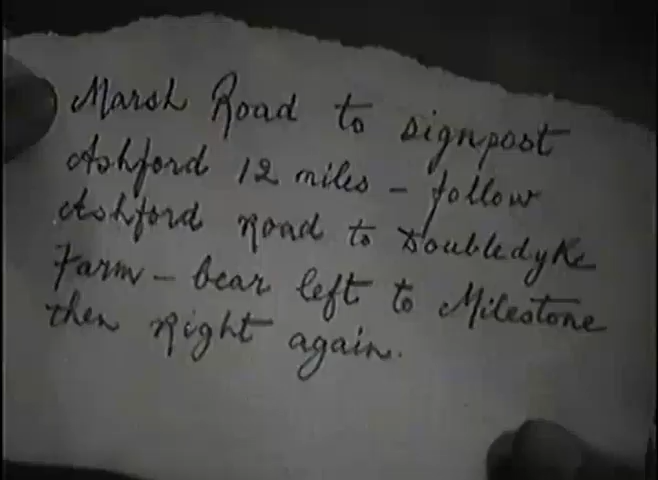 Marsh Road to signpost
Ashford 12 miles – follow
Ashford road to Doubledyke
Farm – bear left to Milestone
then right again.